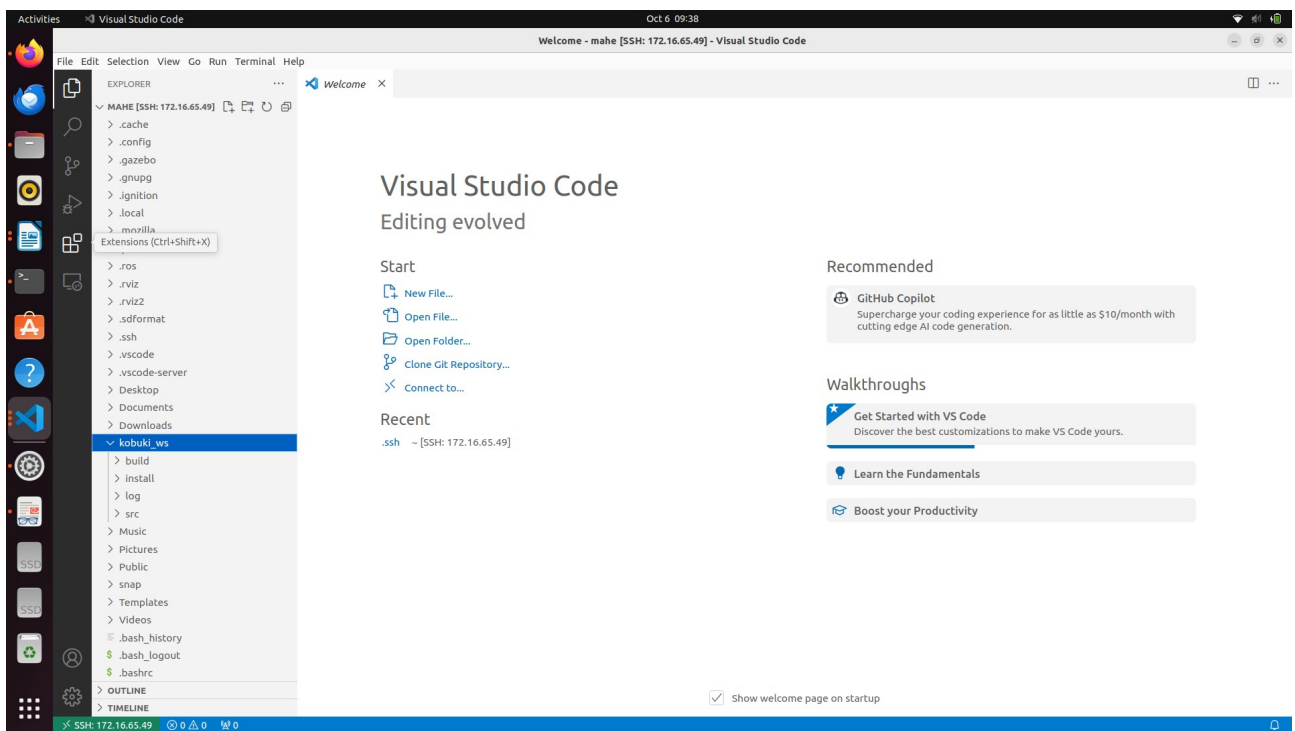 Activities Visual Studio Code Oct 6 09:38
Welcome - mahe [SSH: 172.16.65.49] - Visual Studio Code
File Edit Selection View Go Run Terminal Help
EXPLORER
MAHE [SSH: 172.16.65.49]
.cache
.config
.gazebo
.gnupg
.ignition
.local
.mozilla
Extensions (Ctrl+Shift+X)
.ros
.rviz
.rviz2
.sdformat
.ssh
.vscode
.vscode-server
Desktop
Documents
Downloads
kobuki_ws
build
install
log
src
Music
Pictures
Public
snap
Templates
Videos
.bash_history
$ .bash_logout
$ .bashrc
OUTLINE
TIMELINE
Welcome
Visual Studio Code
Editing evolved
Start
New File...
Open File...
Open Folder...
Clone Git Repository...
Connect to...
Recent
.ssh ~ [SSH: 172.16.65.49]
Recommended
GitHub Copilot
Supercharge your coding experience for as little as $10/month with
cutting edge AI code generation.
Walkthroughs
Get Started with VS Code
Discover the best customizations to make VS Code yours.
Learn the Fundamentals
Boost your Productivity
Show welcome page on startup
SSD
SSD
SSH: 172.16.65.49 0 0 0